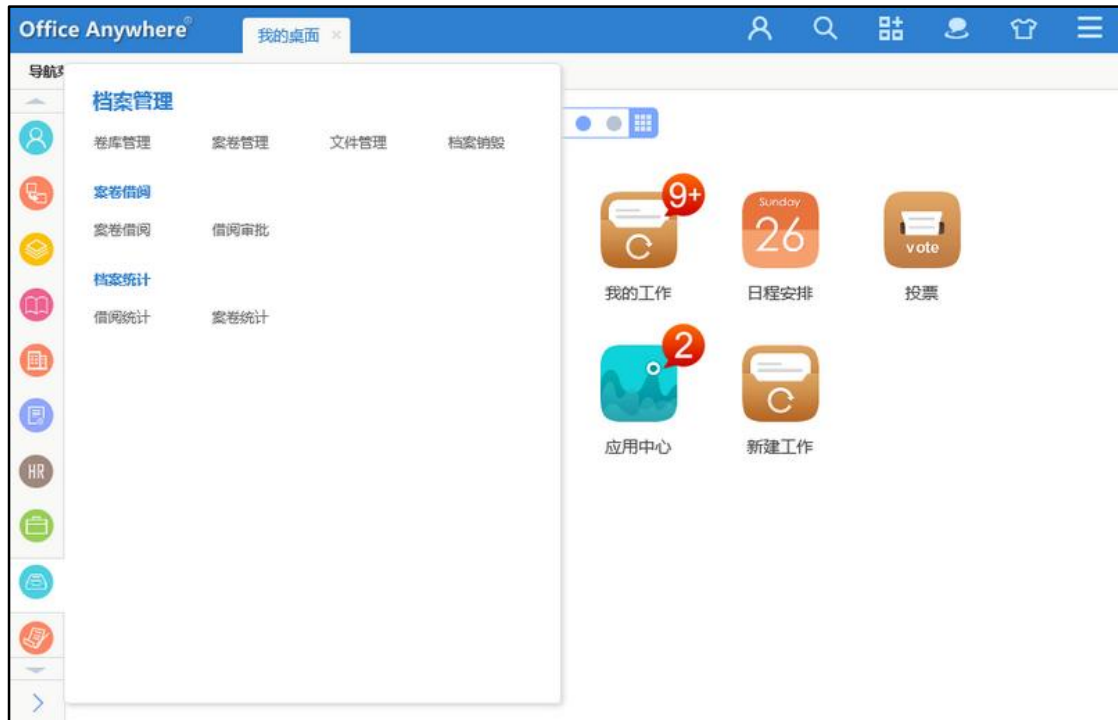 Office Anywhere®
我的桌面 ×
导航
档案管理
卷库管理 案卷管理 文件管理 档案销毁
案卷借阅
案卷借阅 借阅审批
档案统计
借阅统计 案卷统计
HR
9+
Sunday
26
vote
我的工作 日程安排 投票
2
应用中心 新建工作